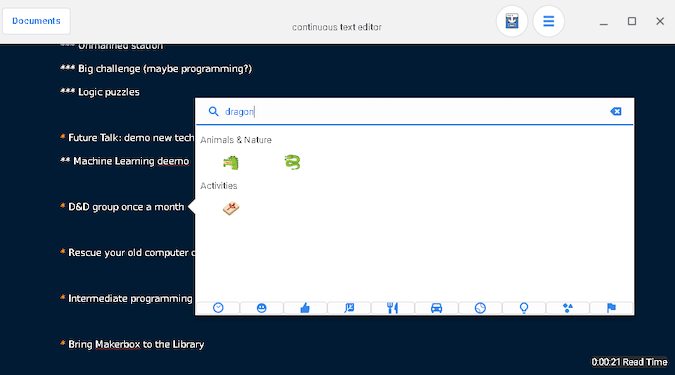 Documents
continuous text editor
*** Unmanned station
*** Big challenge (maybe programming?)
*** Logic puzzles
dragon
* Future Talk: demo new tech
Animals & Nature
** Machine Learning deemo
Activities
* D&D group once a month
* Rescue your old computer
* Intermediate programming
* Bring Makerbox to the Library
0:00:21 Read Time